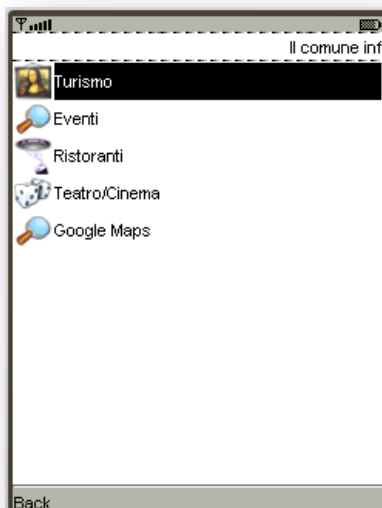 Il comune inf
Turismo
Eventi
Ristoranti
Teatro/Cinema
Google Maps
Back